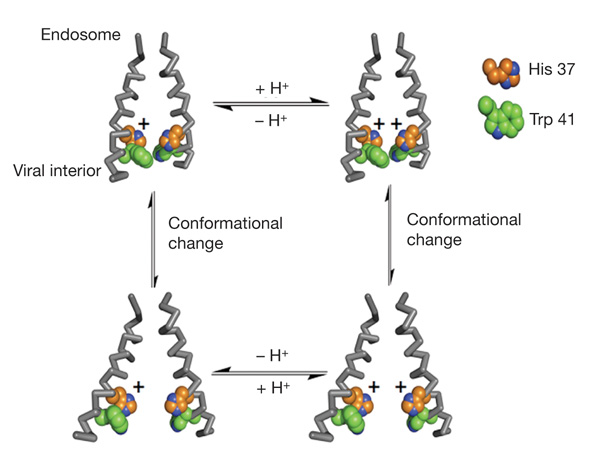 Endosome
+ H⁺
− H⁺
+
+ +
His 37
Trp 41
Viral interior
Conformational
change
Conformational
change
− H⁺
+ H⁺
+
+ +